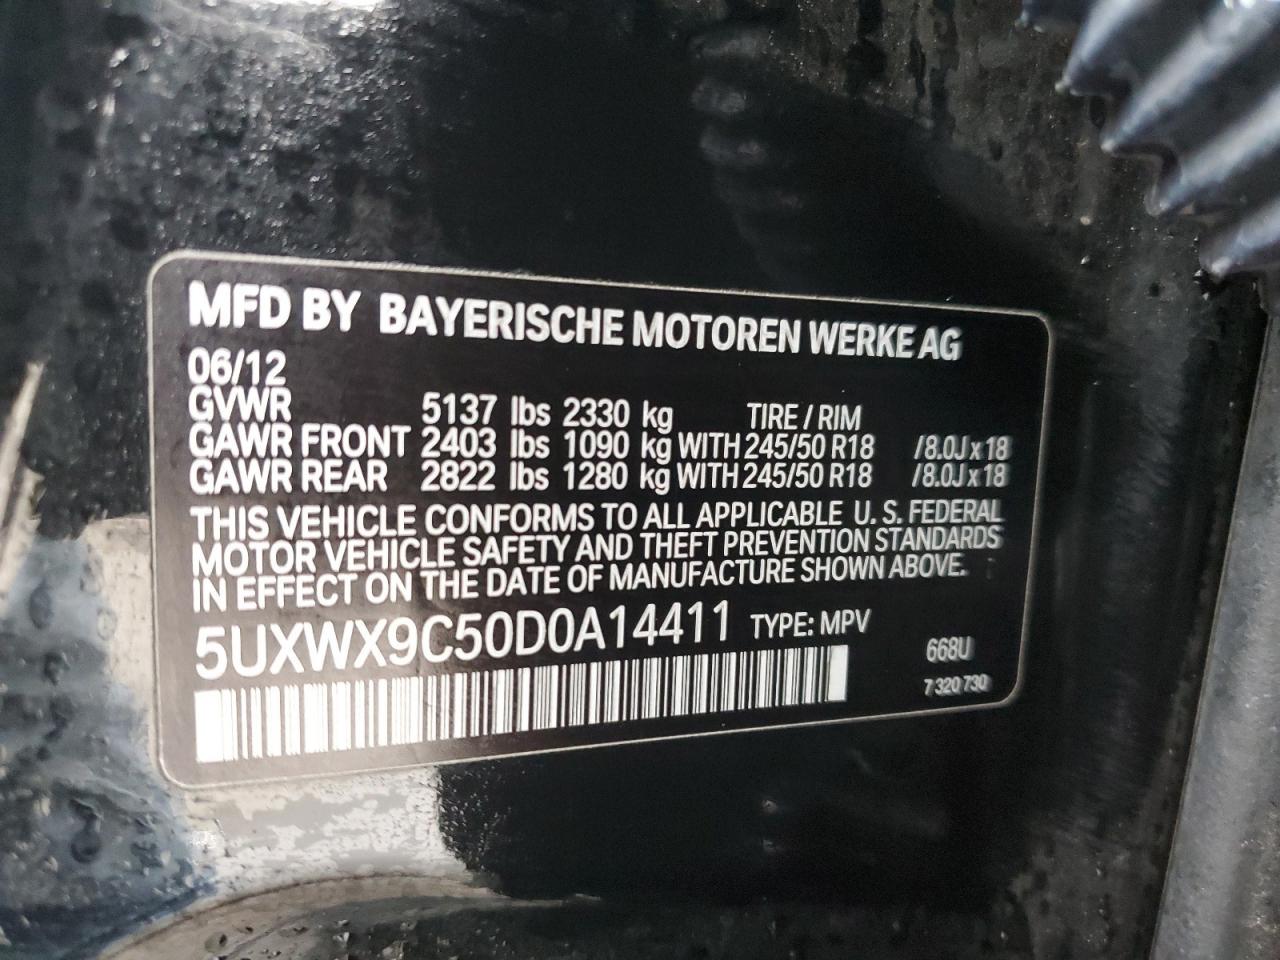 MFD BY BAYERISCHE MOTOREN WERKE AG
06/12
GVWR 5137 lbs 2330 kg TIRE / RIM
GAWR FRONT 2403 lbs 1090 kg WITH 245/50 R18 /8.0J x 18
GAWR REAR 2822 lbs 1280 kg WITH 245/50 R18 /8.0J x 18
THIS VEHICLE CONFORMS TO ALL APPLICABLE U. S. FEDERAL
MOTOR VEHICLE SAFETY AND THEFT PREVENTION STANDARDS
IN EFFECT ON THE DATE OF MANUFACTURE SHOWN ABOVE.
5UXWX9C50D0A14411 TYPE: MPV
668U
7 320 730